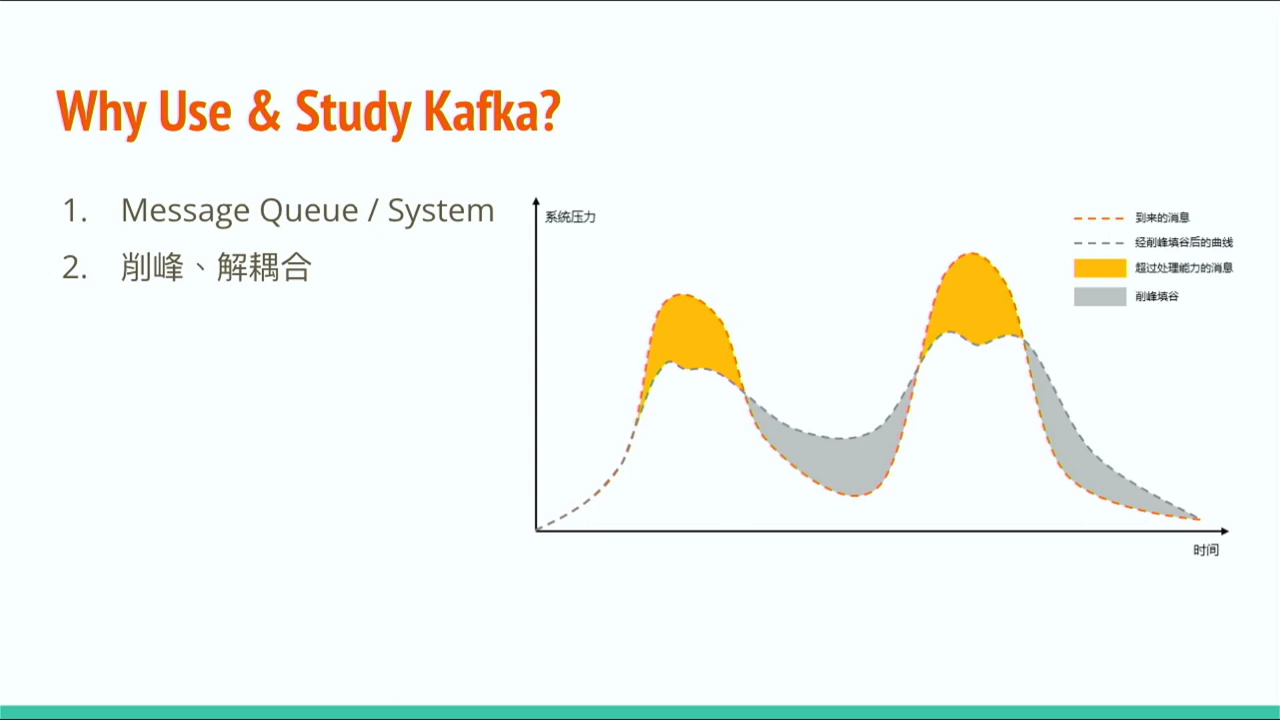 Why Use & Study Kafka?
1. Message Queue / System
2. 削峰、解耦合
系统压力
到来的消息
经削峰填谷后的曲线
超过处理能力的消息
削峰填谷
时间